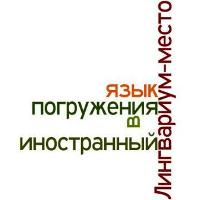 язык
погружения
в
иностранный
Лингвариум-место